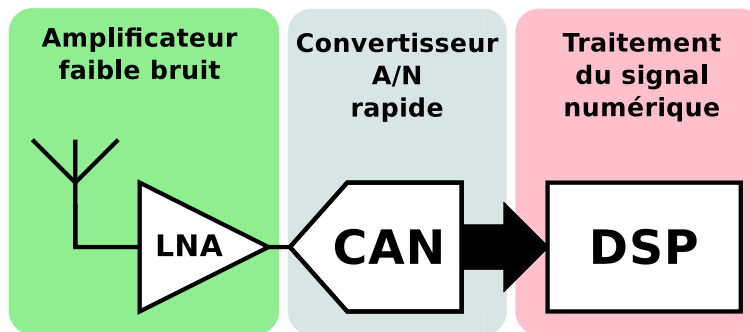 Amplificateur
faible bruit
Convertisseur
A/N
rapide
Traitement
du signal
numérique
LNA
CAN
DSP